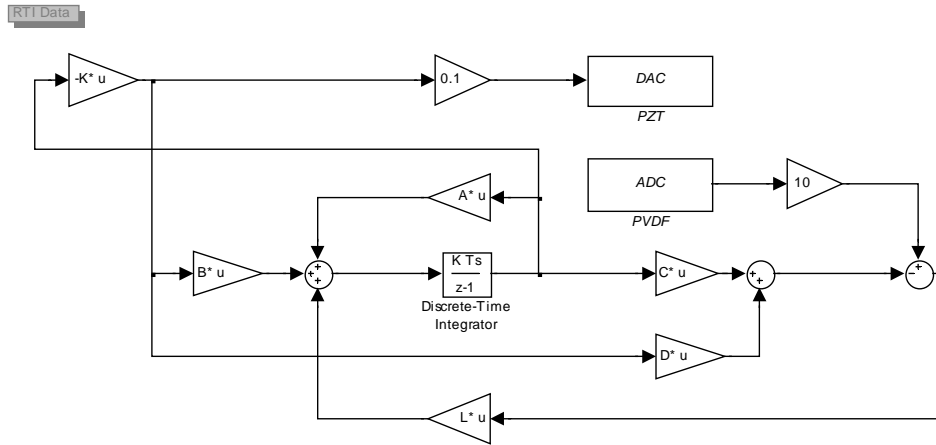 RTI Data
-K* u
0.1
DAC
PZT
ADC
PVDF
10
A* u
B* u
+
+
+
K Ts
z-1
Discrete-Time
Integrator
C* u
+
+
+
−
D* u
L* u